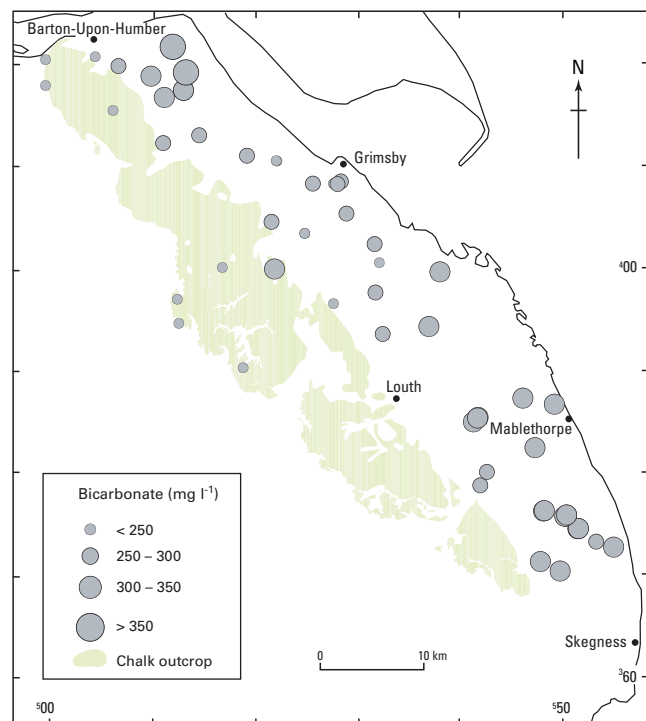 Barton-Upon-Humber
N
Grimsby
⁴00
Louth
Mablethorpe
Bicarbonate (mg l⁻¹)
< 250
250 – 300
300 – 350
> 350
Chalk outcrop
0 10 km
Skegness
³60
⁵00 ⁵50